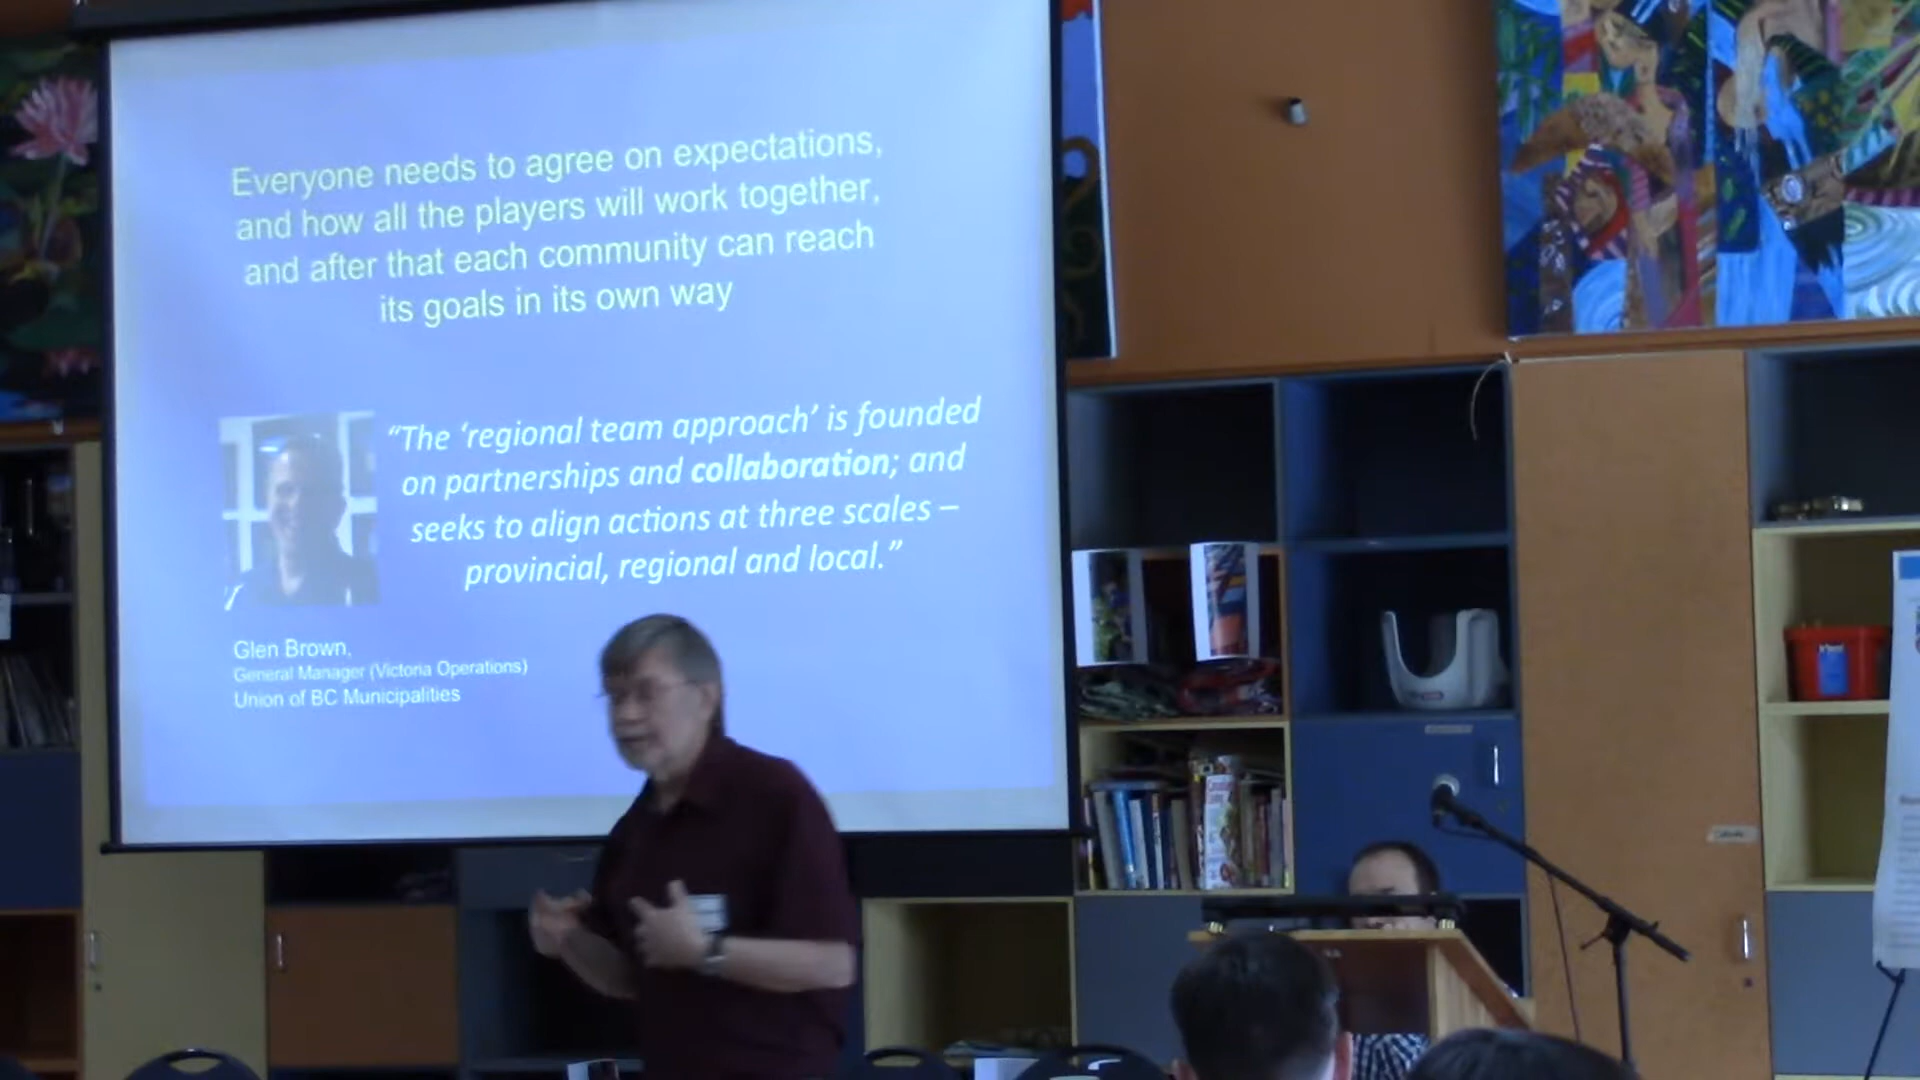 Everyone needs to agree on expectations,
and how all the players will work together,
and after that each community can reach
its goals in its own way
“The ‘regional team approach’ is founded
on partnerships and collaboration; and
seeks to align actions at three scales –
provincial, regional and local.”
Glen Brown,
General Manager (Victoria Operations)
Union of BC Municipalities